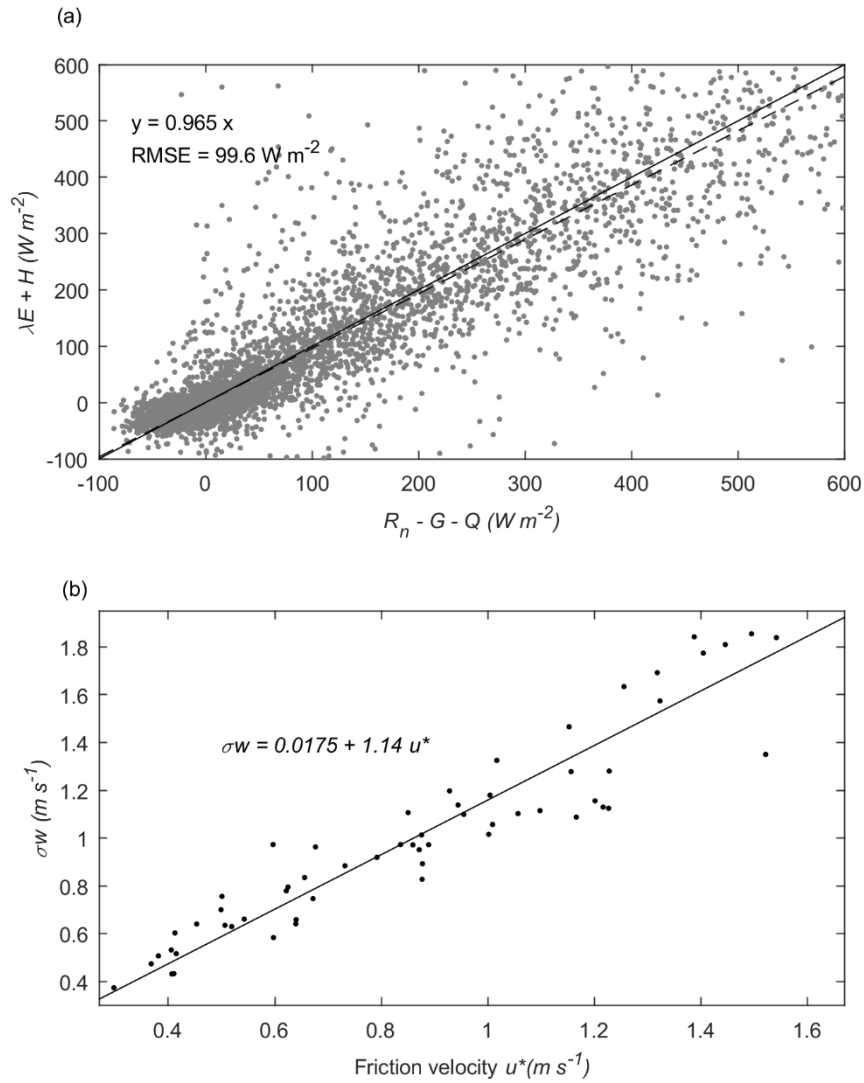 (a)
600
500
400
300
200
100
0
-100
λE + H (W m⁻²)
y = 0.965 x
RMSE = 99.6 W m⁻²
-100 0 100 200 300 400 500 600
Rₙ - G - Q (W m⁻²)
(b)
1.8
1.6
1.4
1.2
1
0.8
0.6
0.4
σw (m s⁻¹)
σw = 0.0175 + 1.14 u*
0.4 0.6 0.8 1 1.2 1.4 1.6
Friction velocity u*(m s⁻¹)